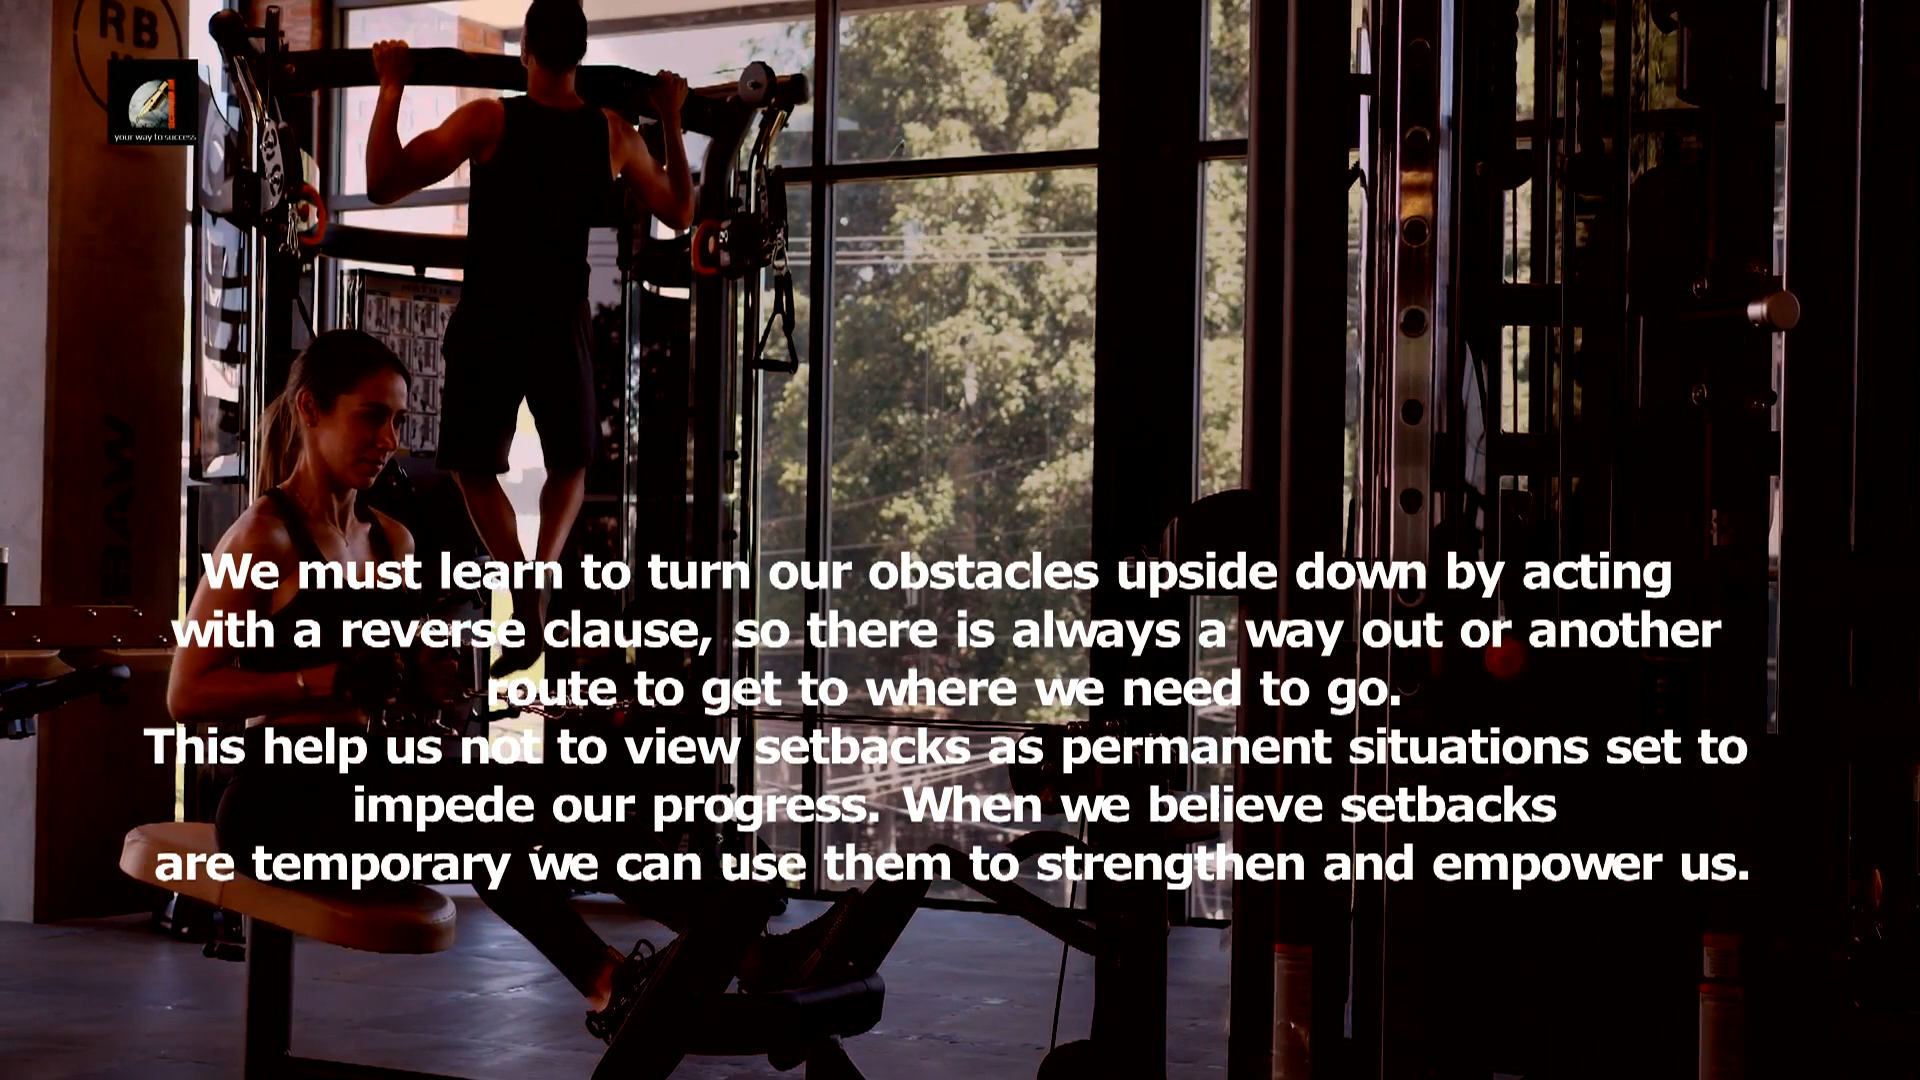 RB
your way to success
MATRIX
We must learn to turn our obstacles upside down by acting
with a reverse clause, so there is always a way out or another
route to get to where we need to go.
This help us not to view setbacks as permanent situations set to
impede our progress. When we believe setbacks
are temporary we can use them to strengthen and empower us.